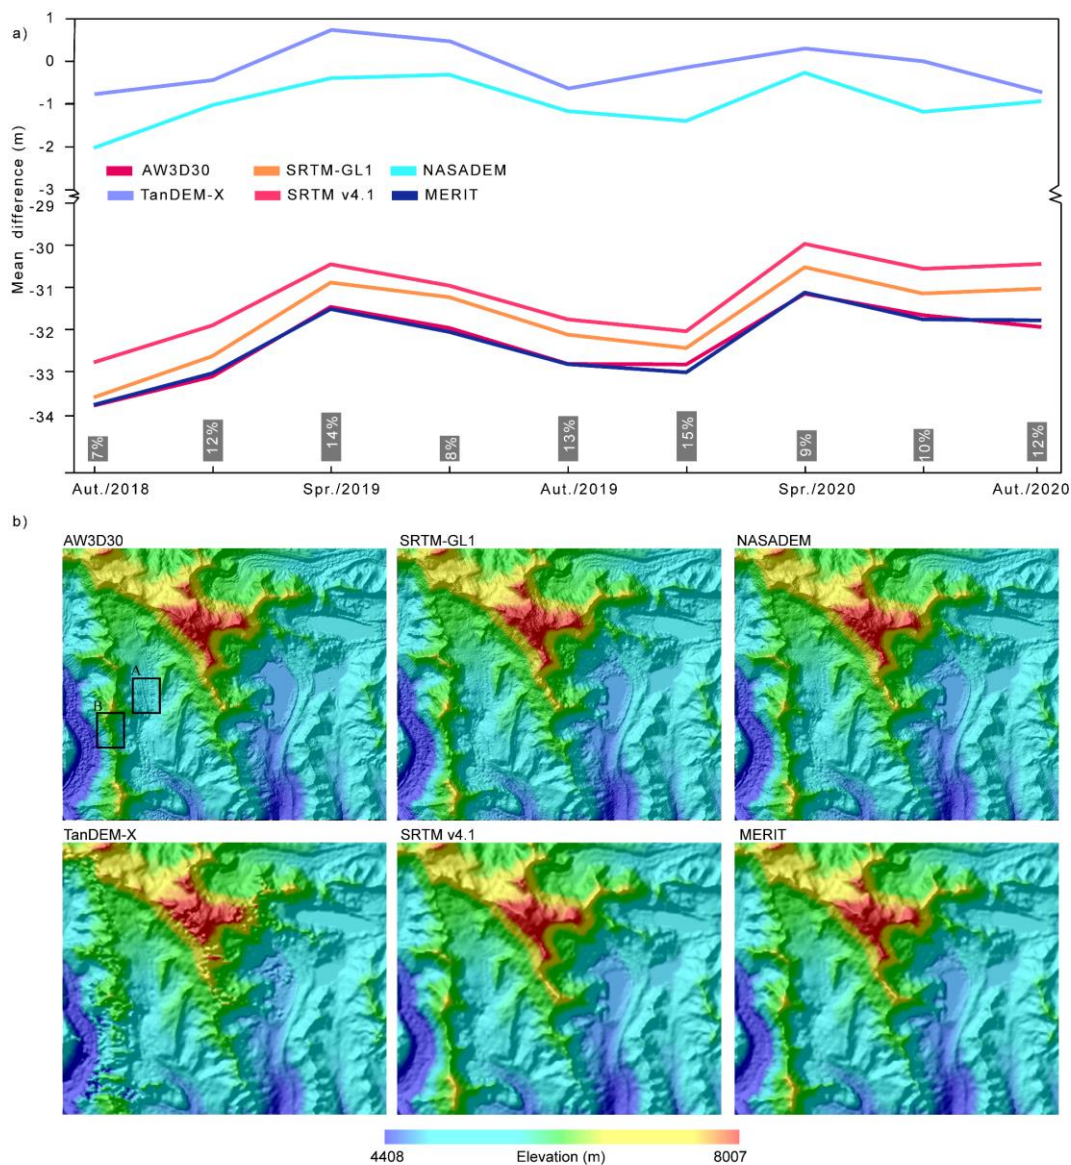 a)
Mean difference (m)
1
0
-1
-2
-3
-29
-30
-31
-32
-33
-34
AW3D30 SRTM-GL1 NASADEM
TanDEM-X SRTM v4.1 MERIT
7% 12% 14% 8% 13% 15% 9% 10% 12%
Aut./2018 Spr./2019 Aut./2019 Spr./2020 Aut./2020
b)
AW3D30 SRTM-GL1 NASADEM
A
B
TanDEM-X SRTM v4.1 MERIT
4408 Elevation (m) 8007